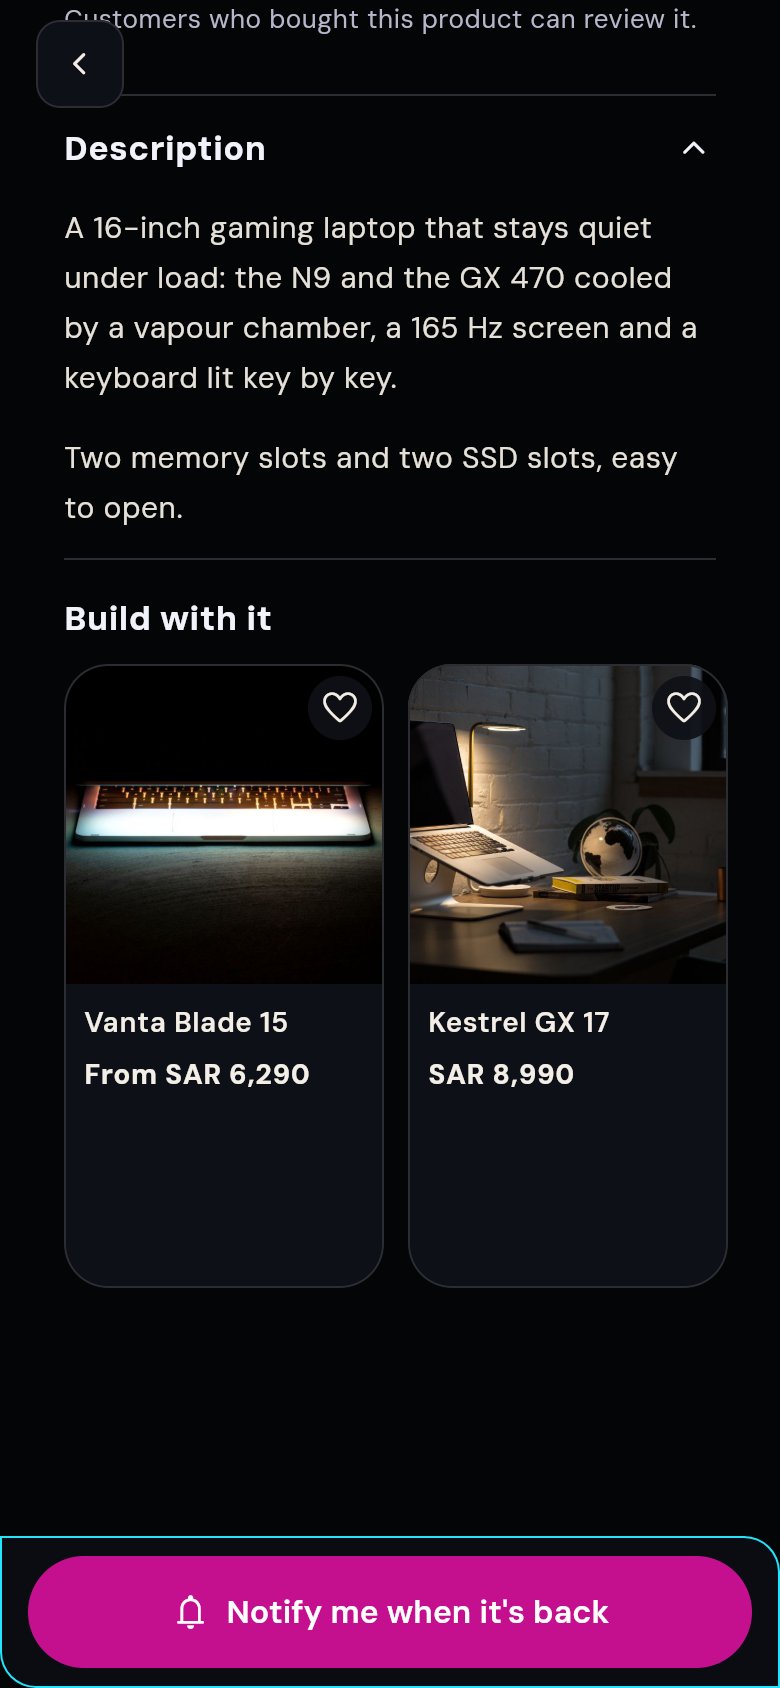 Customers who bought this product can review it.
Description
A 16-inch gaming laptop that stays quiet
under load: the N9 and the GX 470 cooled
by a vapour chamber, a 165 Hz screen and a
keyboard lit key by key.
Two memory slots and two SSD slots, easy
to open.
Build with it
Vanta Blade 15
From SAR 6,290
Kestrel GX 17
SAR 8,990
Notify me when it's back